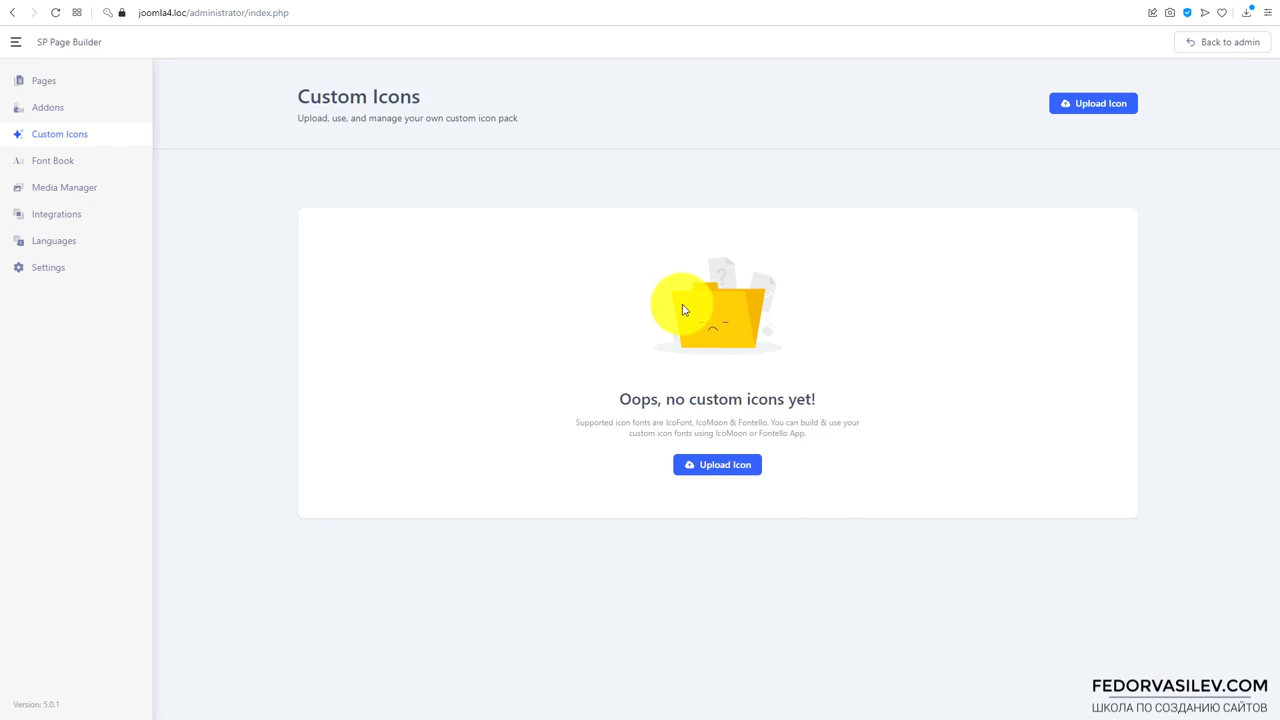 joomla4.loc/administrator/index.php
SP Page Builder
Back to admin
Pages
Addons
Custom Icons
Font Book
Media Manager
Integrations
Languages
Settings
Custom Icons
Upload, use, and manage your own custom icon pack
Upload Icon
?
Oops, no custom icons yet!
Supported icon fonts are IcoFont, IcoMoon & Fontello. You can build & use your
custom icon fonts using IcoMoon or Fontello App.
Upload Icon
Version: 5.0.1
FEDORVASILEV.COM
ШКОЛА ПО СОЗДАНИЮ САЙТОВ